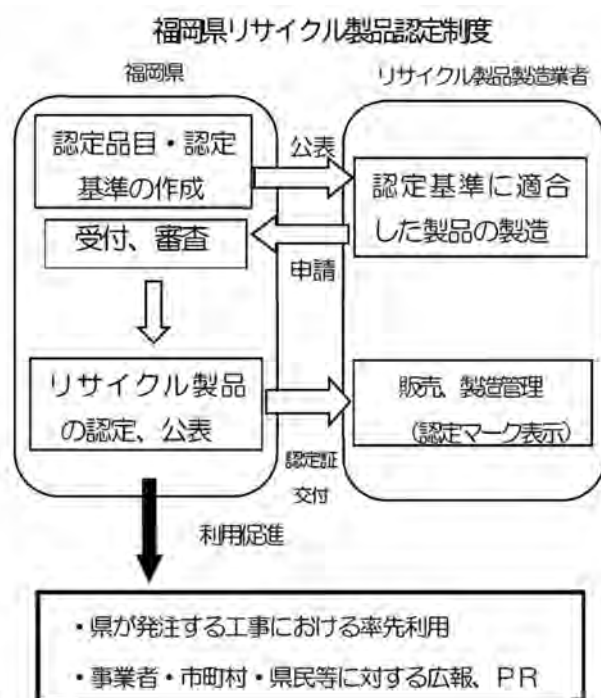 福岡県リサイクル製品認定制度
福岡県
リサイクル製品製造業者
認定品目・認定
基準の作成
公表
認定基準に適合
した製品の製造
受付、審査
申請
リサイクル製品
の認定、公表
販売、製造管理
（認定マーク表示）
認定証
交付
利用促進
・県が発注する工事における率先利用
・事業者・市町村・県民等に対する広報、ＰＲ